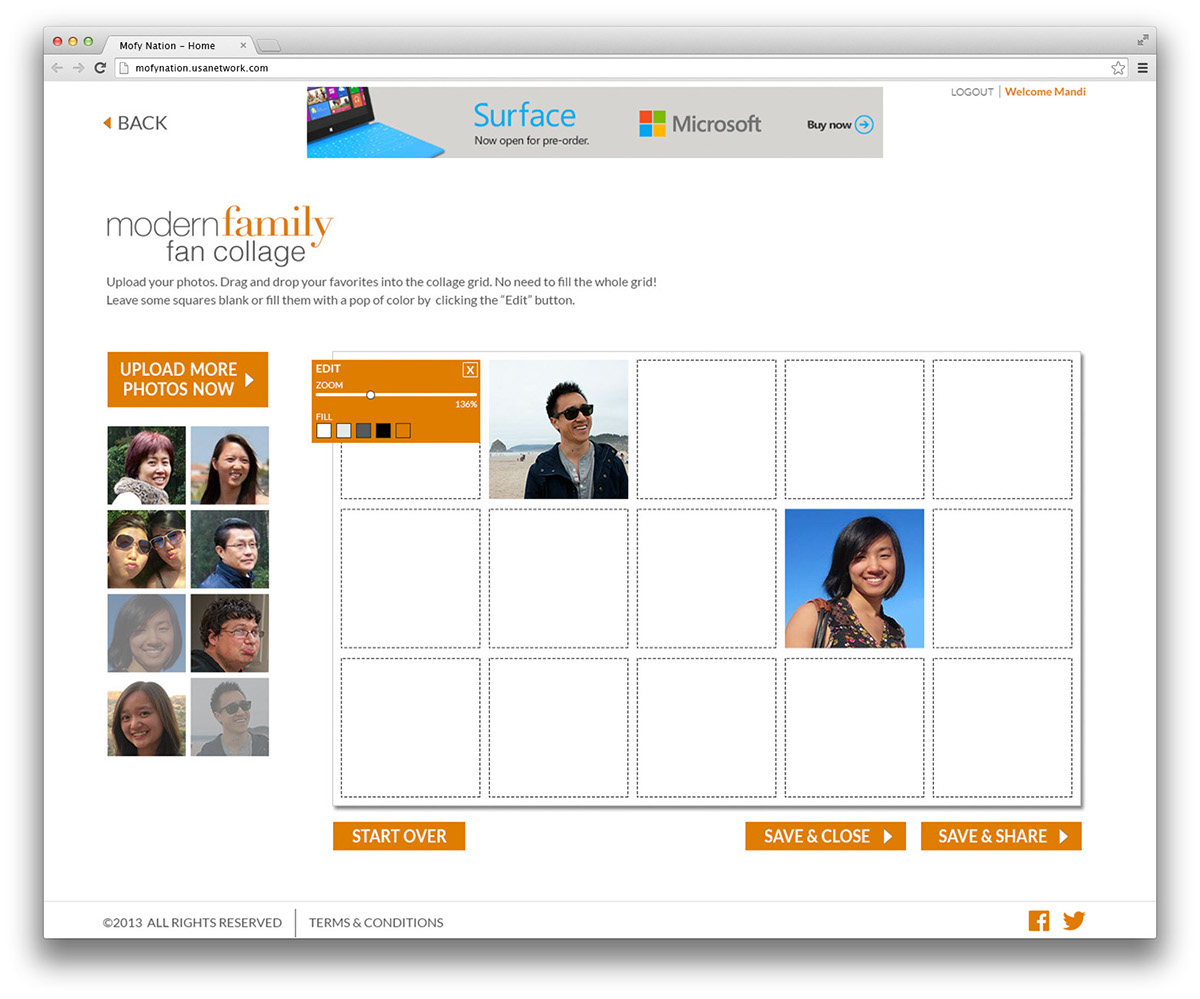 Mofy Nation – Home
mofynation.usanetwork.com
LOGOUT | Welcome Mandi
BACK
Surface
Now open for pre-order.
Microsoft
Buy now
modern family
fan collage
Upload your photos. Drag and drop your favorites into the collage grid. No need to fill the whole grid!
Leave some squares blank or fill them with a pop of color by clicking the “Edit” button.
UPLOAD MORE
PHOTOS NOW
EDIT X
ZOOM
136%
FILL
START OVER
SAVE & CLOSE
SAVE & SHARE
©2013 ALL RIGHTS RESERVED
TERMS & CONDITIONS